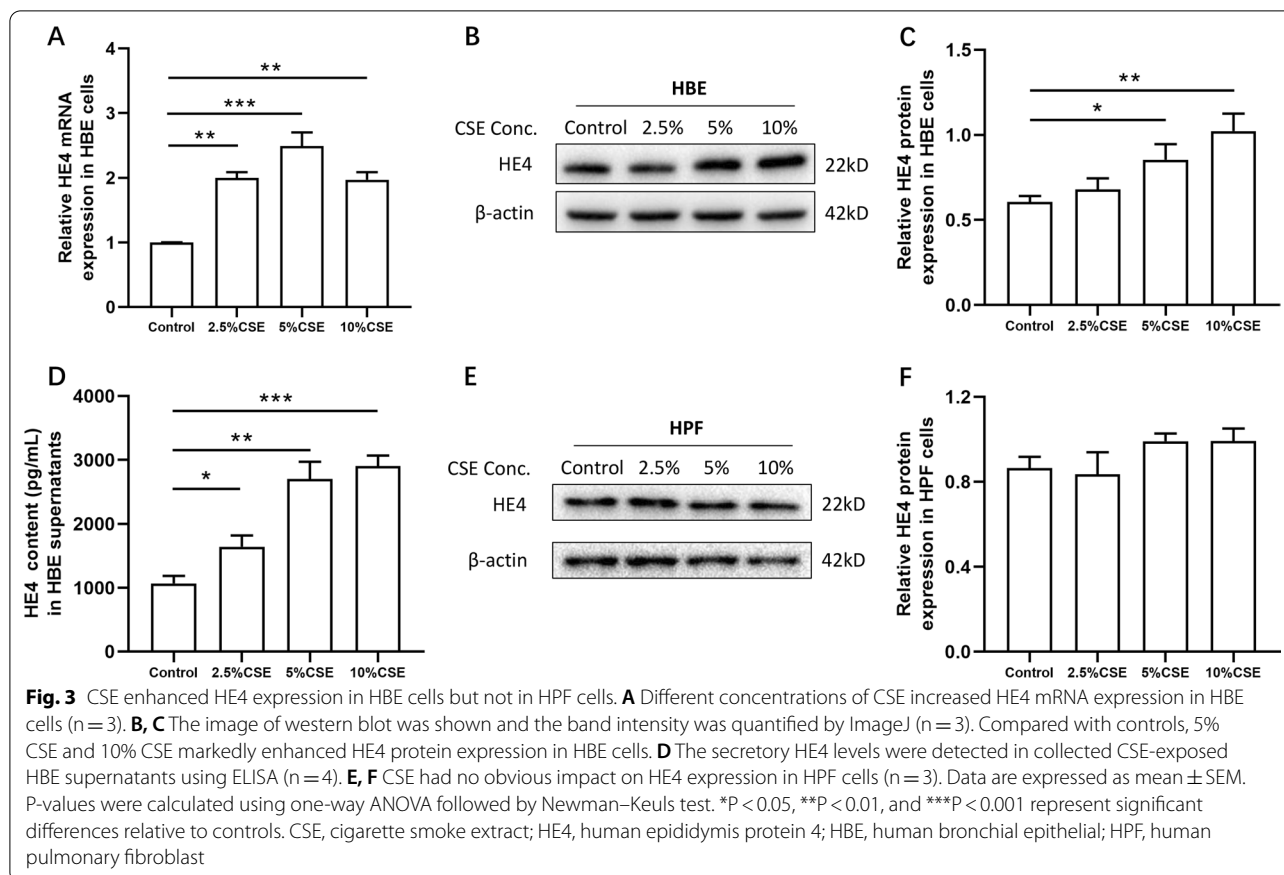 A
Relative HE4 mRNA
expression in HBE cells
4
3
2
1
0
**
***
**
Control 2.5%CSE 5%CSE 10%CSE
B
HBE
CSE Conc. Control 2.5% 5% 10%
HE4 22kD
β-actin 42kD
C
Relative HE4 protein
expression in HBE cells
1.5
1.0
0.5
0.0
**
*
Control 2.5%CSE 5%CSE 10%CSE
D
HE4 content (pg/mL)
in HBE supernatants
4000
3000
2000
1000
0
***
**
*
Control 2.5%CSE 5%CSE 10%CSE
E
HPF
CSE Conc. Control 2.5% 5% 10%
HE4 22kD
β-actin 42kD
F
Relative HE4 protein
expression in HPF cells
1.2
0.8
0.4
0.0
Control 2.5%CSE 5%CSE 10%CSE
Fig. 3 CSE enhanced HE4 expression in HBE cells but not in HPF cells. A Different concentrations of CSE increased HE4 mRNA expression in HBE
cells (n = 3). B, C The image of western blot was shown and the band intensity was quantified by ImageJ (n = 3). Compared with controls, 5%
CSE and 10% CSE markedly enhanced HE4 protein expression in HBE cells. D The secretory HE4 levels were detected in collected CSE-exposed
HBE supernatants using ELISA (n = 4). E, F CSE had no obvious impact on HE4 expression in HPF cells (n = 3). Data are expressed as mean ± SEM.
P-values were calculated using one-way ANOVA followed by Newman–Keuls test. *P < 0.05, **P < 0.01, and ***P < 0.001 represent significant
differences relative to controls. CSE, cigarette smoke extract; HE4, human epididymis protein 4; HBE, human bronchial epithelial; HPF, human
pulmonary fibroblast